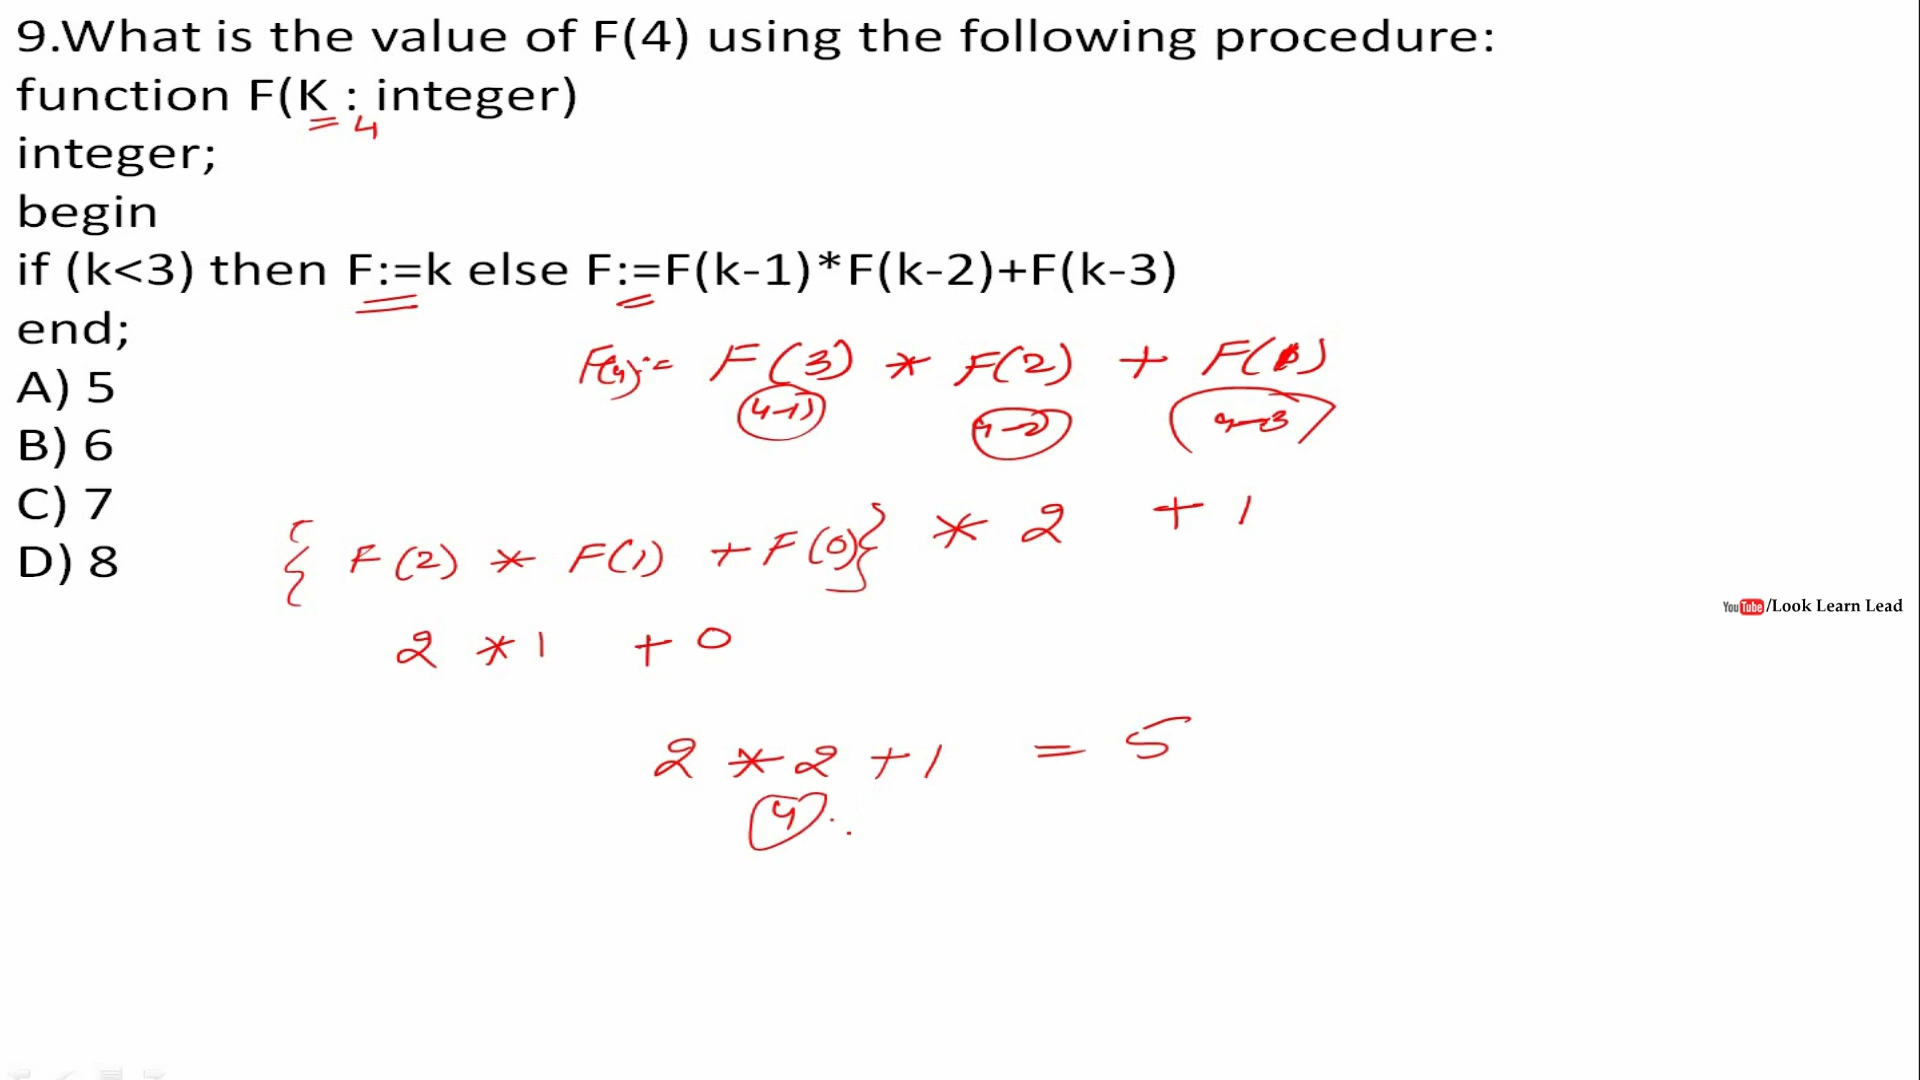 9.What is the value of F(4) using the following procedure:
function F(K : integer)
= 4
integer;
begin
if (k<3) then F:=k else F:=F(k-1)*F(k-2)+F(k-3)
end;
F(4):= F(3) * F(2) + F(1)
(4-1) 4-2 4-3
A) 5
B) 6
C) 7
{ F(2) * F(1) + F(0) } * 2 + 1
D) 8
YouTube/Look Learn Lead
2 * 1 + 0
2 * 2 + 1 = 5
4